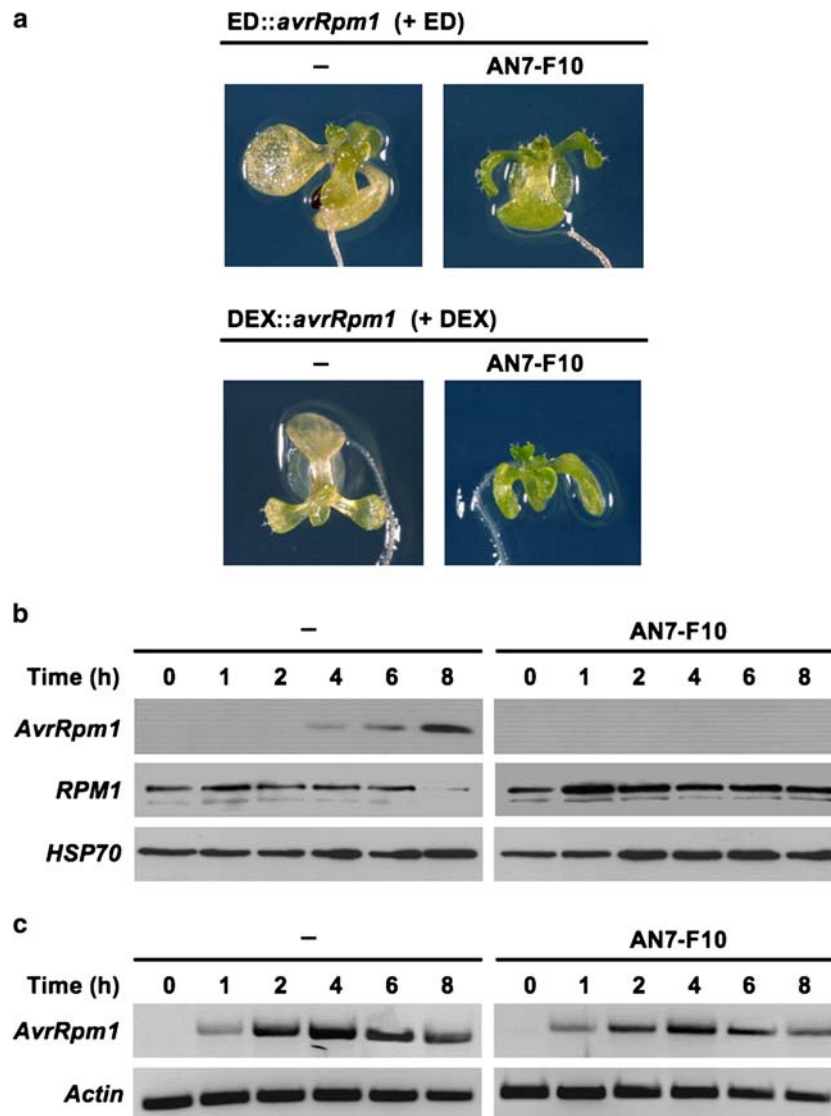 a
ED::avrRpm1 (+ ED)
– AN7-F10
DEX::avrRpm1 (+ DEX)
– AN7-F10
b
– AN7-F10
Time (h) 0 1 2 4 6 8 0 1 2 4 6 8
AvrRpm1
RPM1
HSP70
c
– AN7-F10
Time (h) 0 1 2 4 6 8 0 1 2 4 6 8
AvrRpm1
Actin